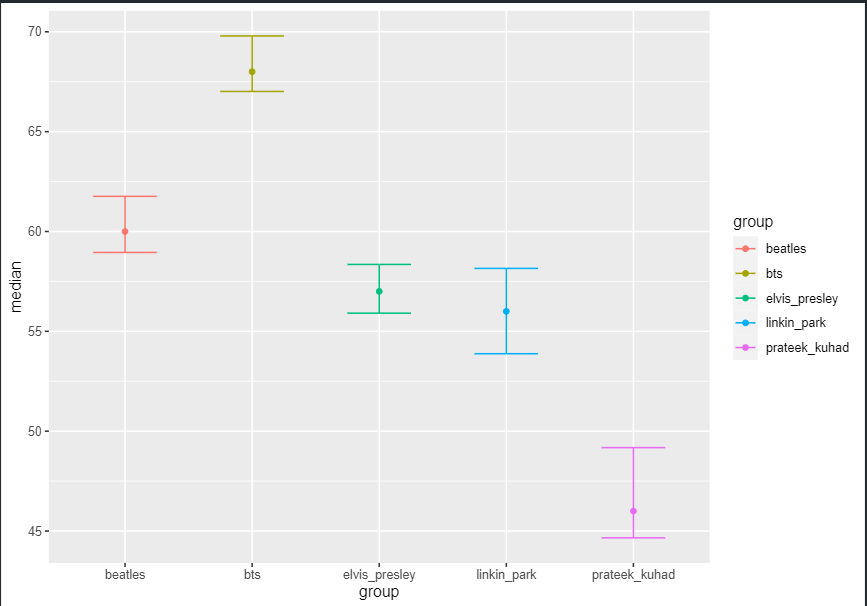 70
65
60
55
50
45
median
beatles bts elvis_presley linkin_park prateek_kuhad
group
group
beatles
bts
elvis_presley
linkin_park
prateek_kuhad